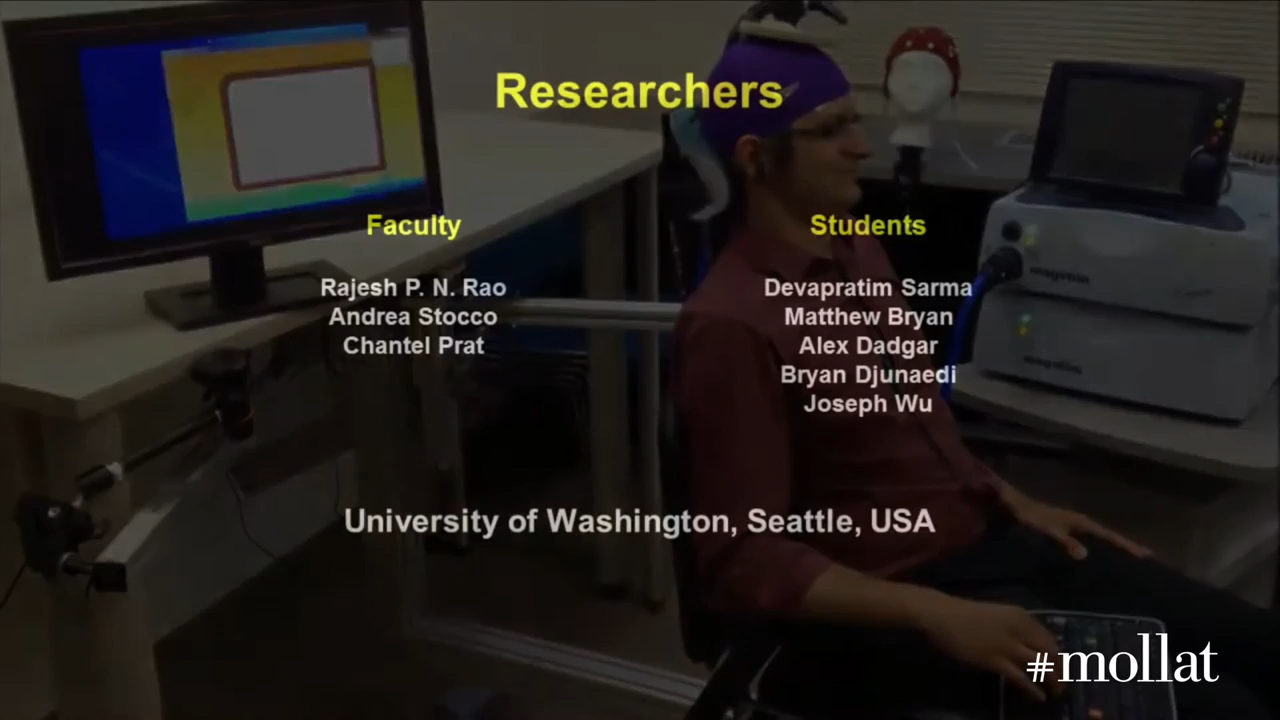 Researchers
Faculty
Rajesh P. N. Rao
Andrea Stocco
Chantel Prat
Students
Devapratim Sarma
Matthew Bryan
Alex Dadgar
Bryan Djunaedi
Joseph Wu
University of Washington, Seattle, USA
#mollat